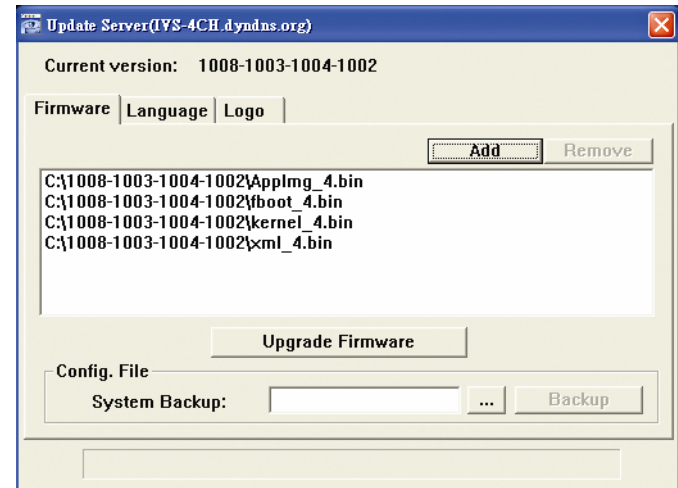 Update Server(IVS-4CH.dyndns.org)
Current version: 1008-1003-1004-1002
Firmware Language Logo
Add Remove
C:\1008-1003-1004-1002\AppImg_4.bin
C:\1008-1003-1004-1002\fboot_4.bin
C:\1008-1003-1004-1002\kernel_4.bin
C:\1008-1003-1004-1002\xml_4.bin
Upgrade Firmware
Config. File
System Backup: ... Backup